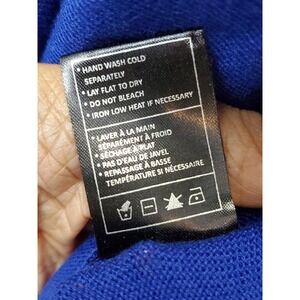 • HAND WASH COLD
SEPARATELY
• LAY FLAT TO DRY
• DO NOT BLEACH
• IRON LOW HEAT IF NECESSARY
• LAVER À LA MAIN
SÉPARÉMENT À FROID
• SÉCHAGE À PLAT
• PAS D'EAU DE JAVEL
• REPASSAGE À BASSE
TEMPÉRATURE SI NÉCESSAIRE